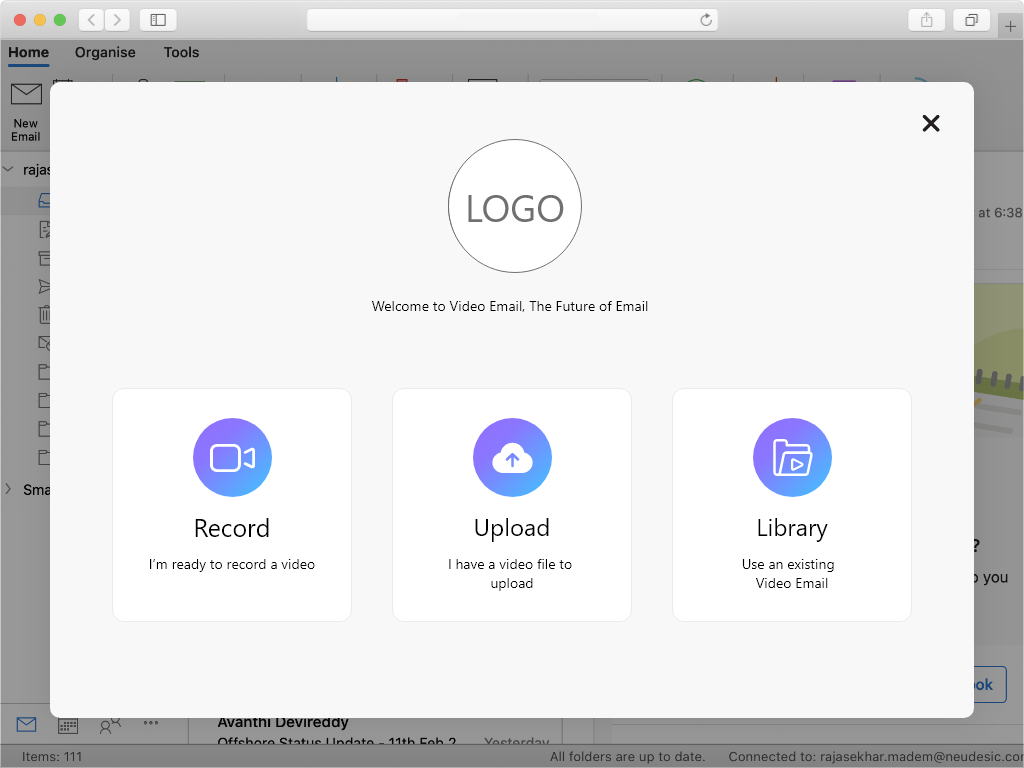 Home Organise Tools
New
Email
rajas
at 6:38
LOGO
Welcome to Video Email, The Future of Email
Record
I'm ready to record a video
Upload
I have a video file to
upload
Library
Use an existing
Video Email
Sma
?
you
ook
Avanthi Devireddy
Offshore Status Update - 11th Feb 2 Yesterday
Items: 111 All folders are up to date. Connected to: rajasekhar.madem@neudesic.com